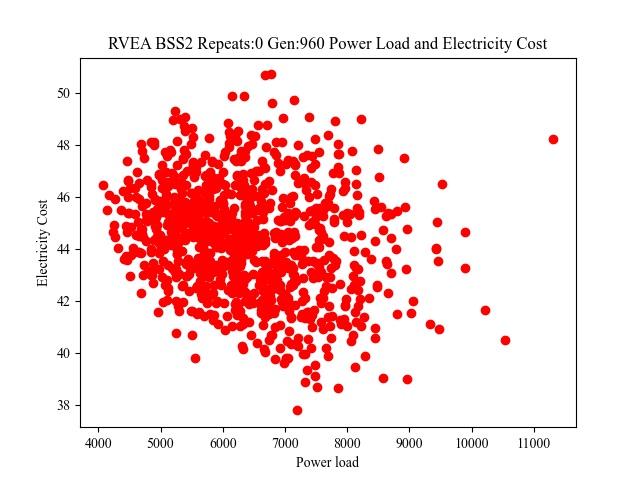 RVEA BSS2 Repeats:0 Gen:960 Power Load and Electricity Cost
50
48
46
44
42
40
38
Electricity Cost
4000 5000 6000 7000 8000 9000 10000 11000
Power load